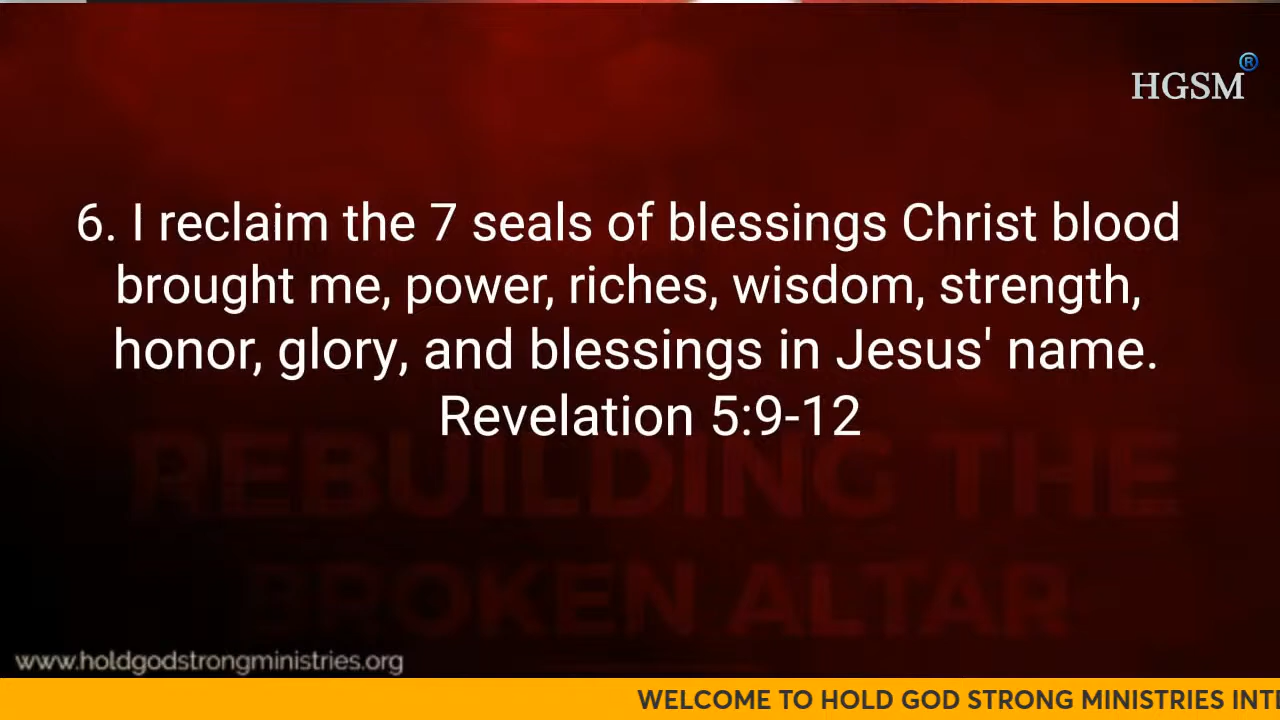 HGSM®
6. I reclaim the 7 seals of blessings Christ blood
brought me, power, riches, wisdom, strength,
honor, glory, and blessings in Jesus' name.
Revelation 5:9-12
REBUILDING THE
BROKEN ALTAR
www.holdgodstrongministries.org
WELCOME TO HOLD GOD STRONG MINISTRIES